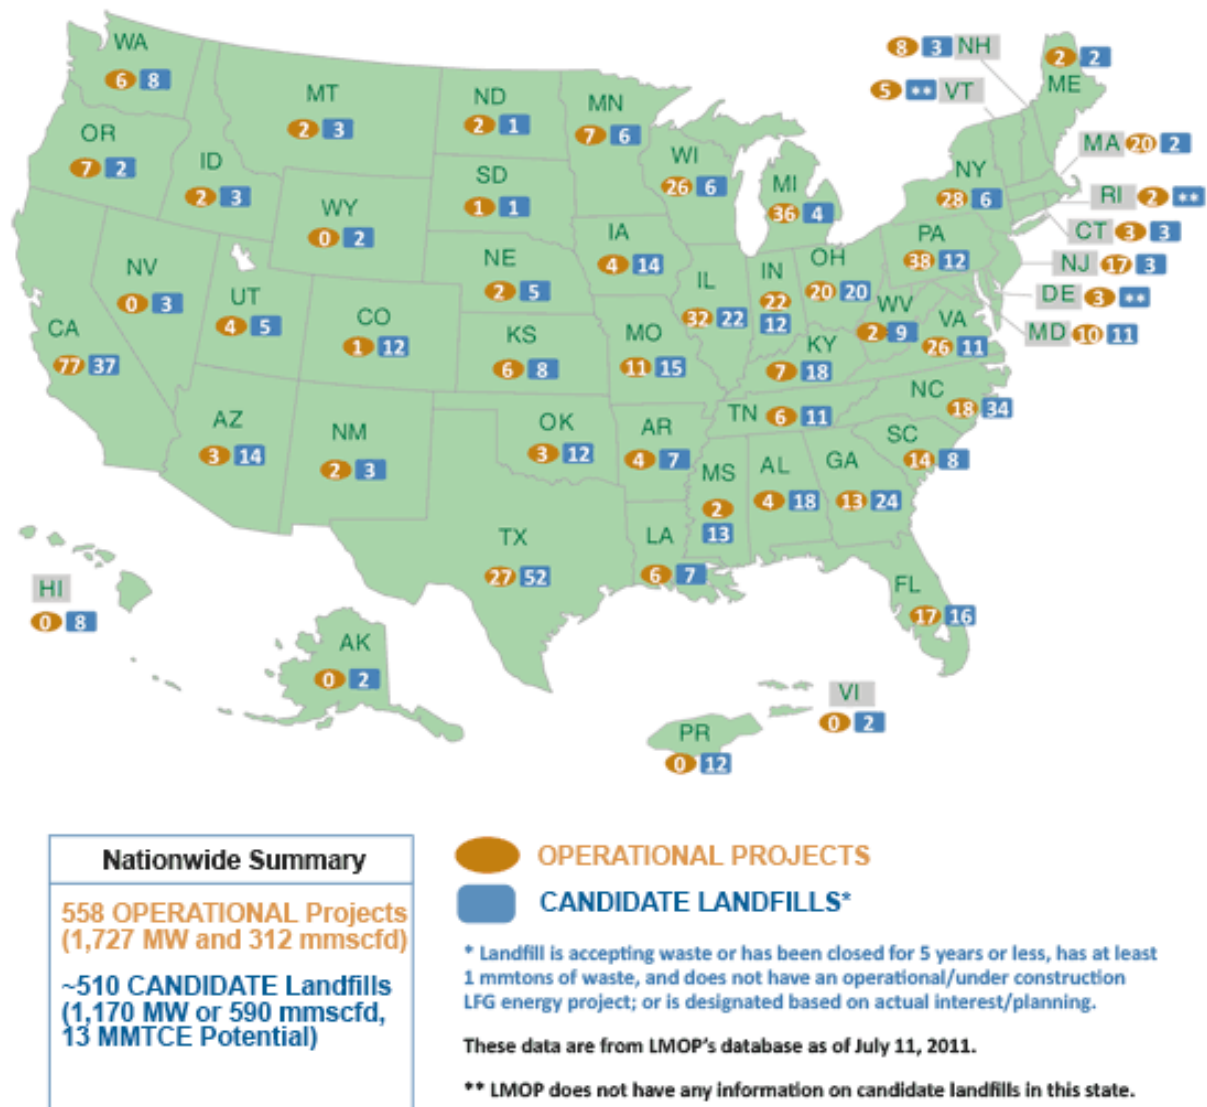 WA
6 8
MT
2 3
ND
2 1
MN
7 6
8 3 NH
5 ** VT
2 2
ME
OR
7 2
ID
2 3
SD
1 1
WI
26 6
MI
36 4
NY
28 6
MA 20 2
RI 2 **
CT 3 3
NJ 17 3
DE 3 **
MD 10 11
WY
0 2
IA
4 14
PA
38 12
NV
0 3
UT
4 5
NE
2 5
IL
32 22
IN
22
12
OH
20 20
WV
2 9
VA
26 11
CA
77 37
CO
1 12
KS
6 8
MO
11 15
KY
7 18
NC
18 34
TN 6 11
AZ
3 14
NM
2 3
OK
3 12
AR
4 7
SC
14 8
MS
2
13
AL
4 18
GA
13 24
TX
27 52
LA
6 7
FL
17 16
HI
0 8
AK
0 2
VI
0 2
PR
0 12
Nationwide Summary
558 OPERATIONAL Projects
(1,727 MW and 312 mmscfd)
~510 CANDIDATE Landfills
(1,170 MW or 590 mmscfd,
13 MMTCE Potential)
OPERATIONAL PROJECTS
CANDIDATE LANDFILLS*
* Landfill is accepting waste or has been closed for 5 years or less, has at least
1 mmtons of waste, and does not have an operational/under construction
LFG energy project; or is designated based on actual interest/planning.
These data are from LMOP's database as of July 11, 2011.
** LMOP does not have any information on candidate landfills in this state.